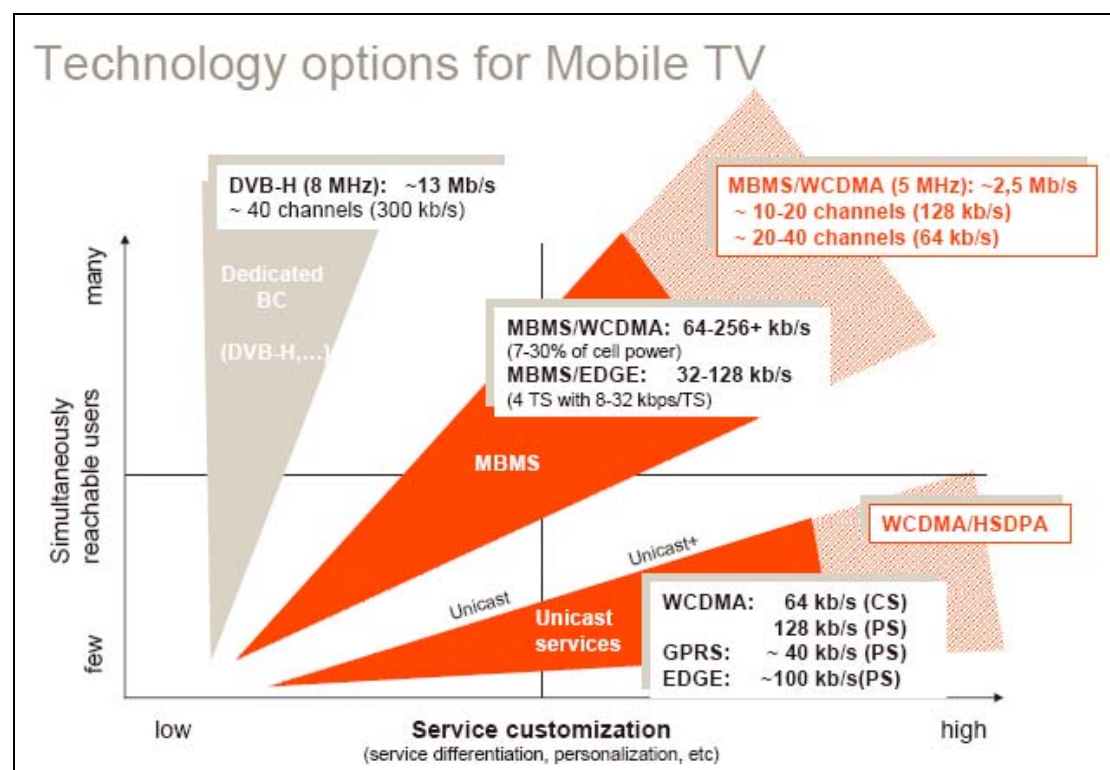 Technology options for Mobile TV
DVB-H (8 MHz): ~13 Mb/s
~ 40 channels (300 kb/s)
MBMS/WCDMA (5 MHz): ~2,5 Mb/s
~ 10-20 channels (128 kb/s)
~ 20-40 channels (64 kb/s)
many
Dedicated
BC
(DVB-H,...)
MBMS/WCDMA: 64-256+ kb/s
(7-30% of cell power)
MBMS/EDGE: 32-128 kb/s
(4 TS with 8-32 kbps/TS)
Simultaneously
reachable users
MBMS
WCDMA/HSDPA
Unicast+
Unicast
Unicast
services
WCDMA: 64 kb/s (CS)
128 kb/s (PS)
GPRS: ~ 40 kb/s (PS)
EDGE: ~100 kb/s(PS)
few
low
Service customization
high
(service differentiation, personalization, etc)